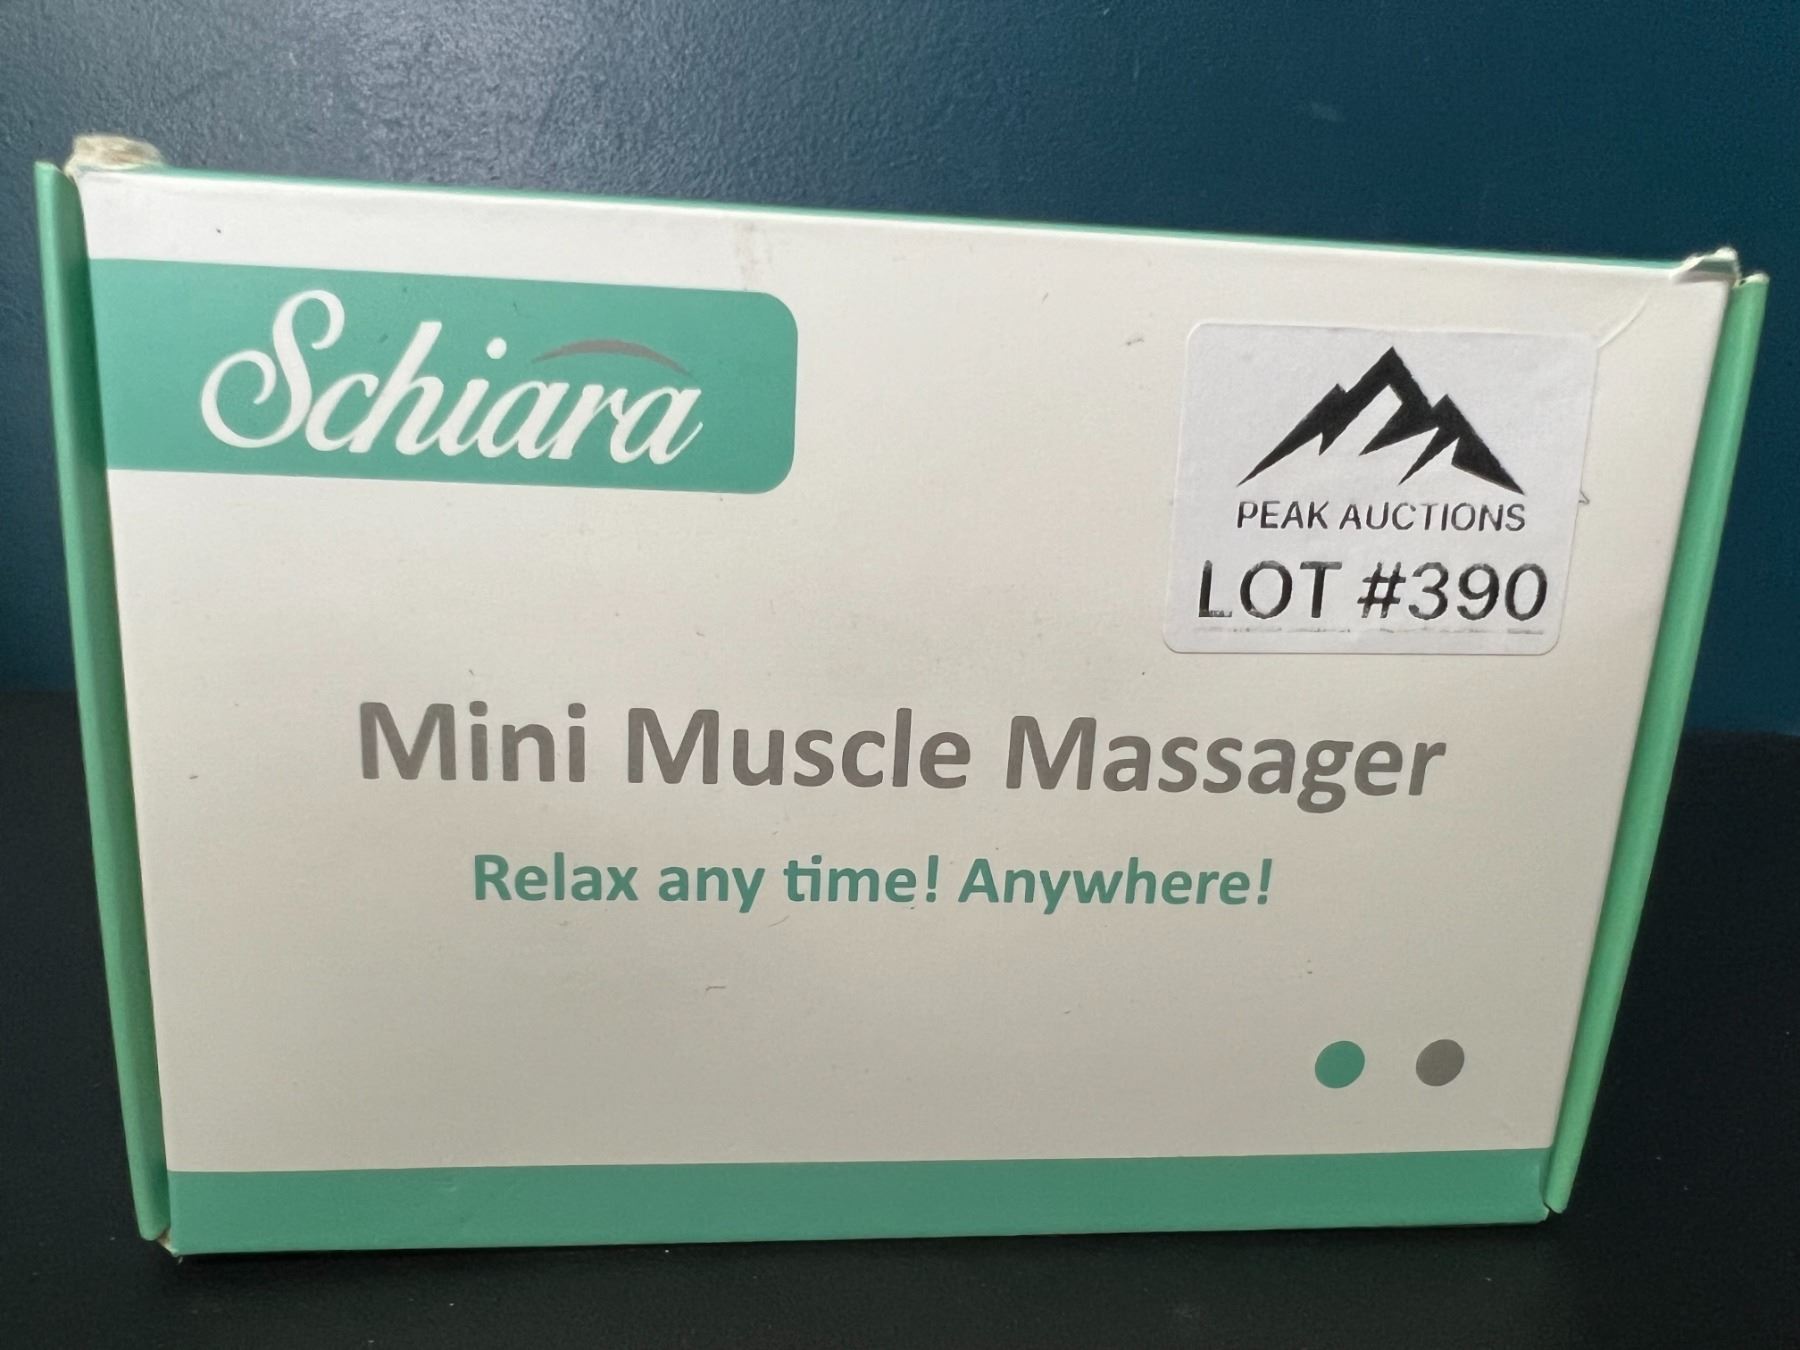 Schiara
PEAK AUCTIONS
LOT #390
Mini Muscle Massager
Relax any time! Anywhere!